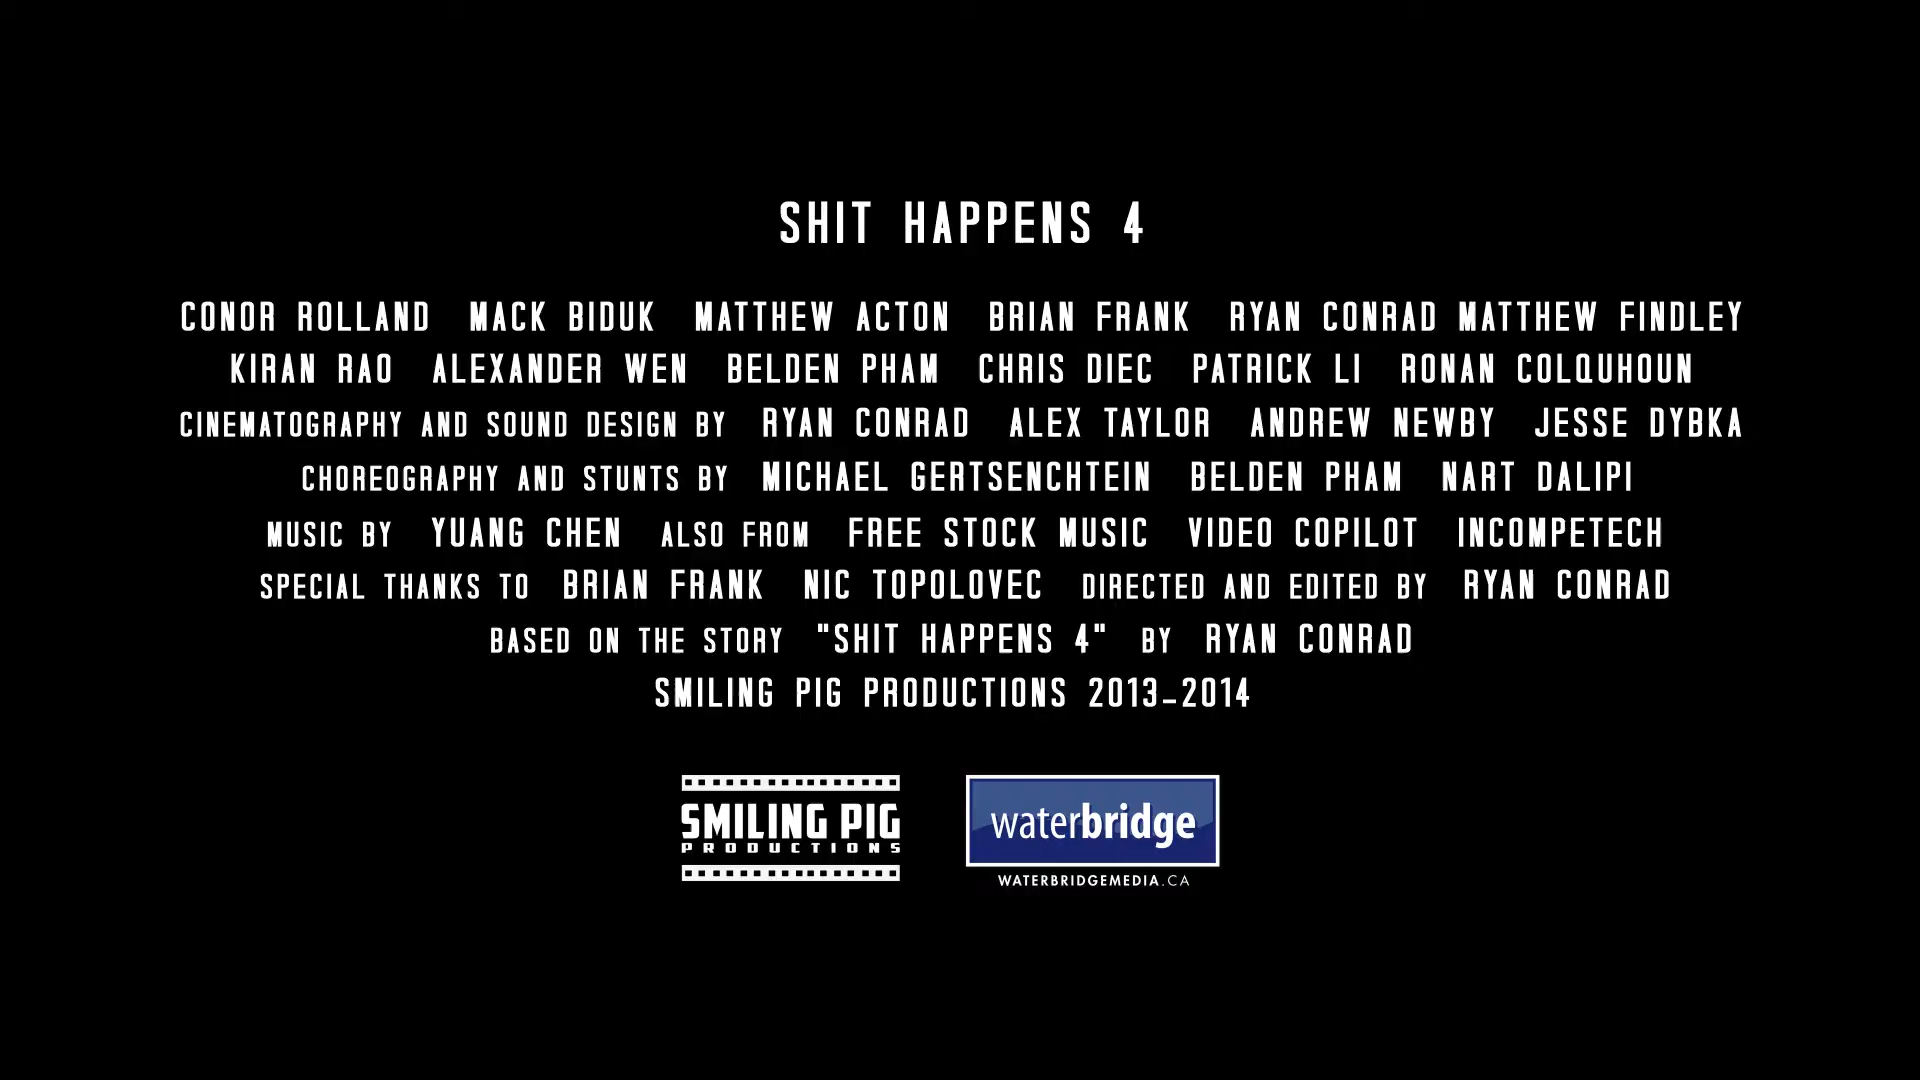 SHIT HAPPENS 4
CONOR ROLLAND MACK BIDUK MATTHEW ACTON BRIAN FRANK RYAN CONRAD MATTHEW FINDLEY
KIRAN RAO ALEXANDER WEN BELDEN PHAM CHRIS DIEC PATRICK LI RONAN COLQUHOUN
CINEMATOGRAPHY AND SOUND DESIGN BY RYAN CONRAD ALEX TAYLOR ANDREW NEWBY JESSE DYBKA
CHOREOGRAPHY AND STUNTS BY MICHAEL GERTSENCHTEIN BELDEN PHAM NART DALIPI
MUSIC BY YUANG CHEN ALSO FROM FREE STOCK MUSIC VIDEO COPILOT INCOMPETECH
SPECIAL THANKS TO BRIAN FRANK NIC TOPOLOVEC DIRECTED AND EDITED BY RYAN CONRAD
BASED ON THE STORY "SHIT HAPPENS 4" BY RYAN CONRAD
SMILING PIG PRODUCTIONS 2013-2014
SMILING PIG
PRODUCTIONS
waterbridge
WATERBRIDGEMEDIA.CA